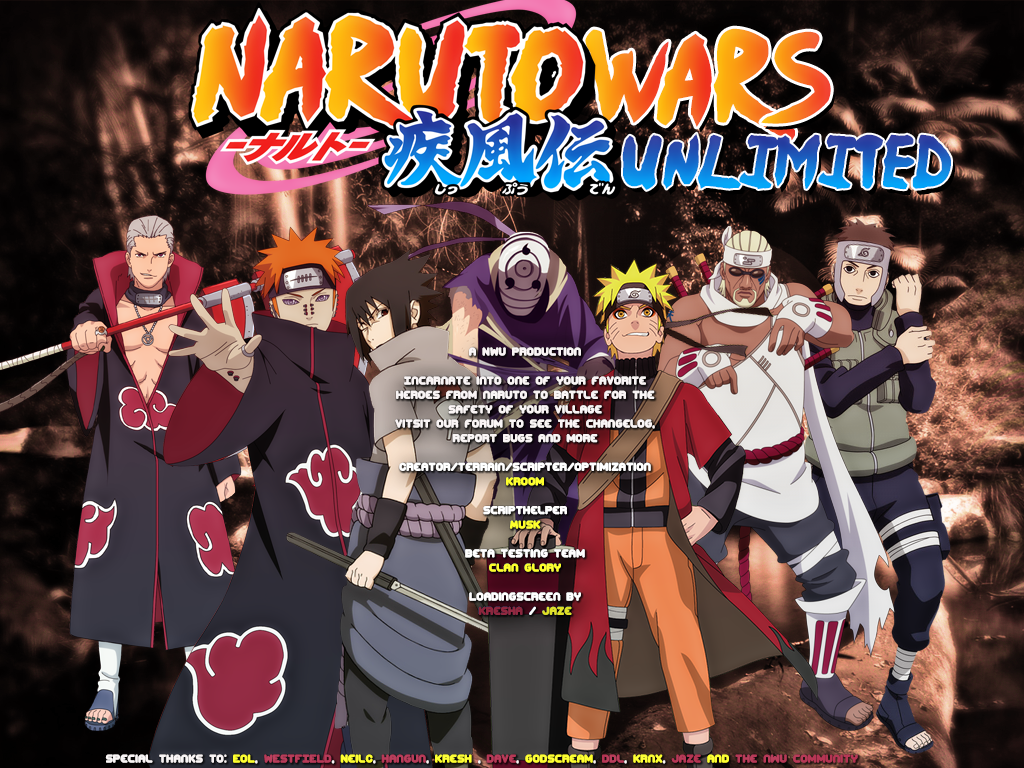 NARUTO WARS
-ナルト- 疾風伝 UNLIMITED
しっ ぷう でん
A NWU PRODUCTION
INCARNATE INTO ONE OF YOUR FAVORITE
HEROES FROM NARUTO TO BATTLE FOR THE
SAFETY OF YOUR VILLAGE
VITSIT OUR FORUM TO SEE THE CHANGELOG,
REPORT BUGS AND MORE
CREATOR/TERRAIN/SCRIPTER/OPTIMIZATION
KROOM
SCRIPTHELPER
MUSK
BETA TESTING TEAM
CLAN GLORY
LOADINGSCREEN BY
KRESHA / JAZE
SPECIAL THANKS TO: EOL, WESTFIELD, NEILC, HANGUN, KRESH , DAVE, GODSCREAM, DDL, KRNX, JAZE AND THE NWU COMMUNITY